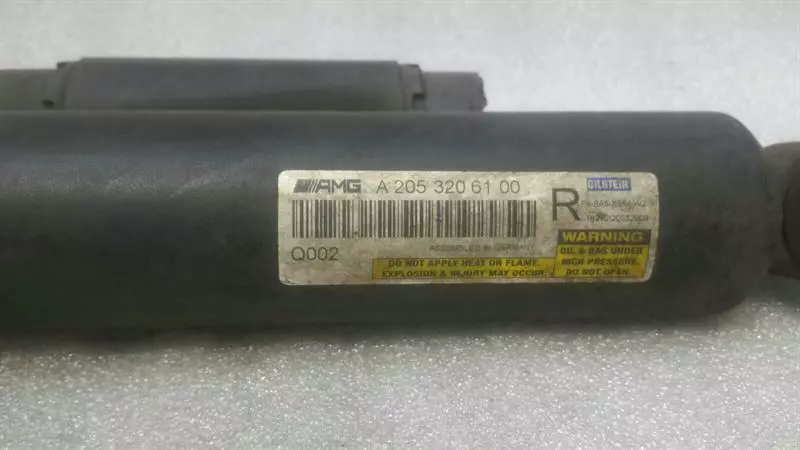 AMG A 205 320 61 00
R
BILSTEIN
Q002
ASSEMBLED IN GERMANY
DO NOT APPLY HEAT OR FLAME.
EXPLOSION & INJURY MAY OCCUR.
WARNING
OIL & GAS UNDER
HIGH PRESSURE.
DO NOT OPEN.